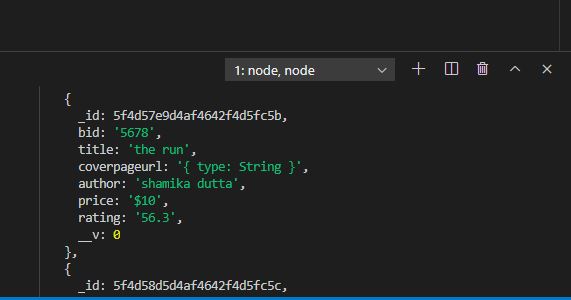 1: node, node
{
_id: 5f4d57e9d4af4642f4d5fc5b,
bid: '5678',
title: 'the run',
coverpageurl: '{ type: String }',
author: 'shamika dutta',
price: '$10',
rating: '56.3',
__v: 0
},
{
_id: 5f4d58d5d4af4642f4d5fc5c,